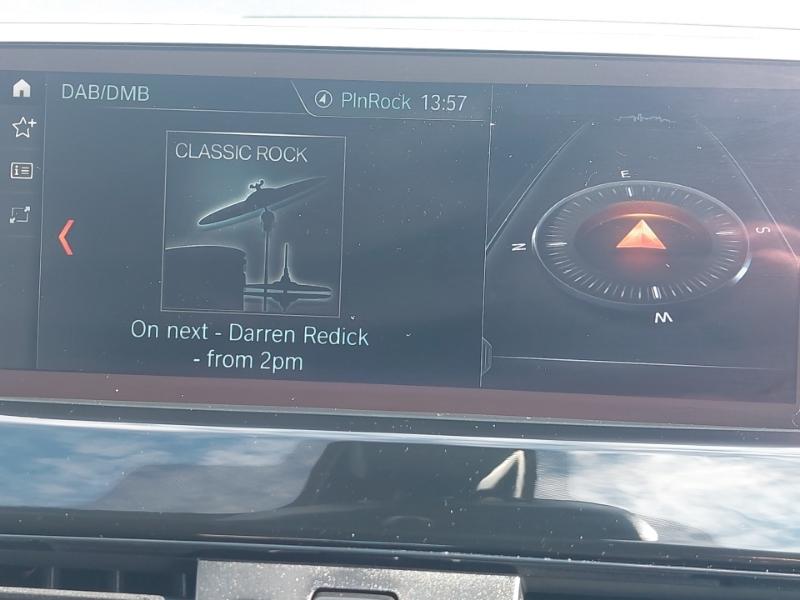 DAB/DMB
PlnRock 13:57
CLASSIC ROCK
On next - Darren Redick
- from 2pm
E
N
S
W